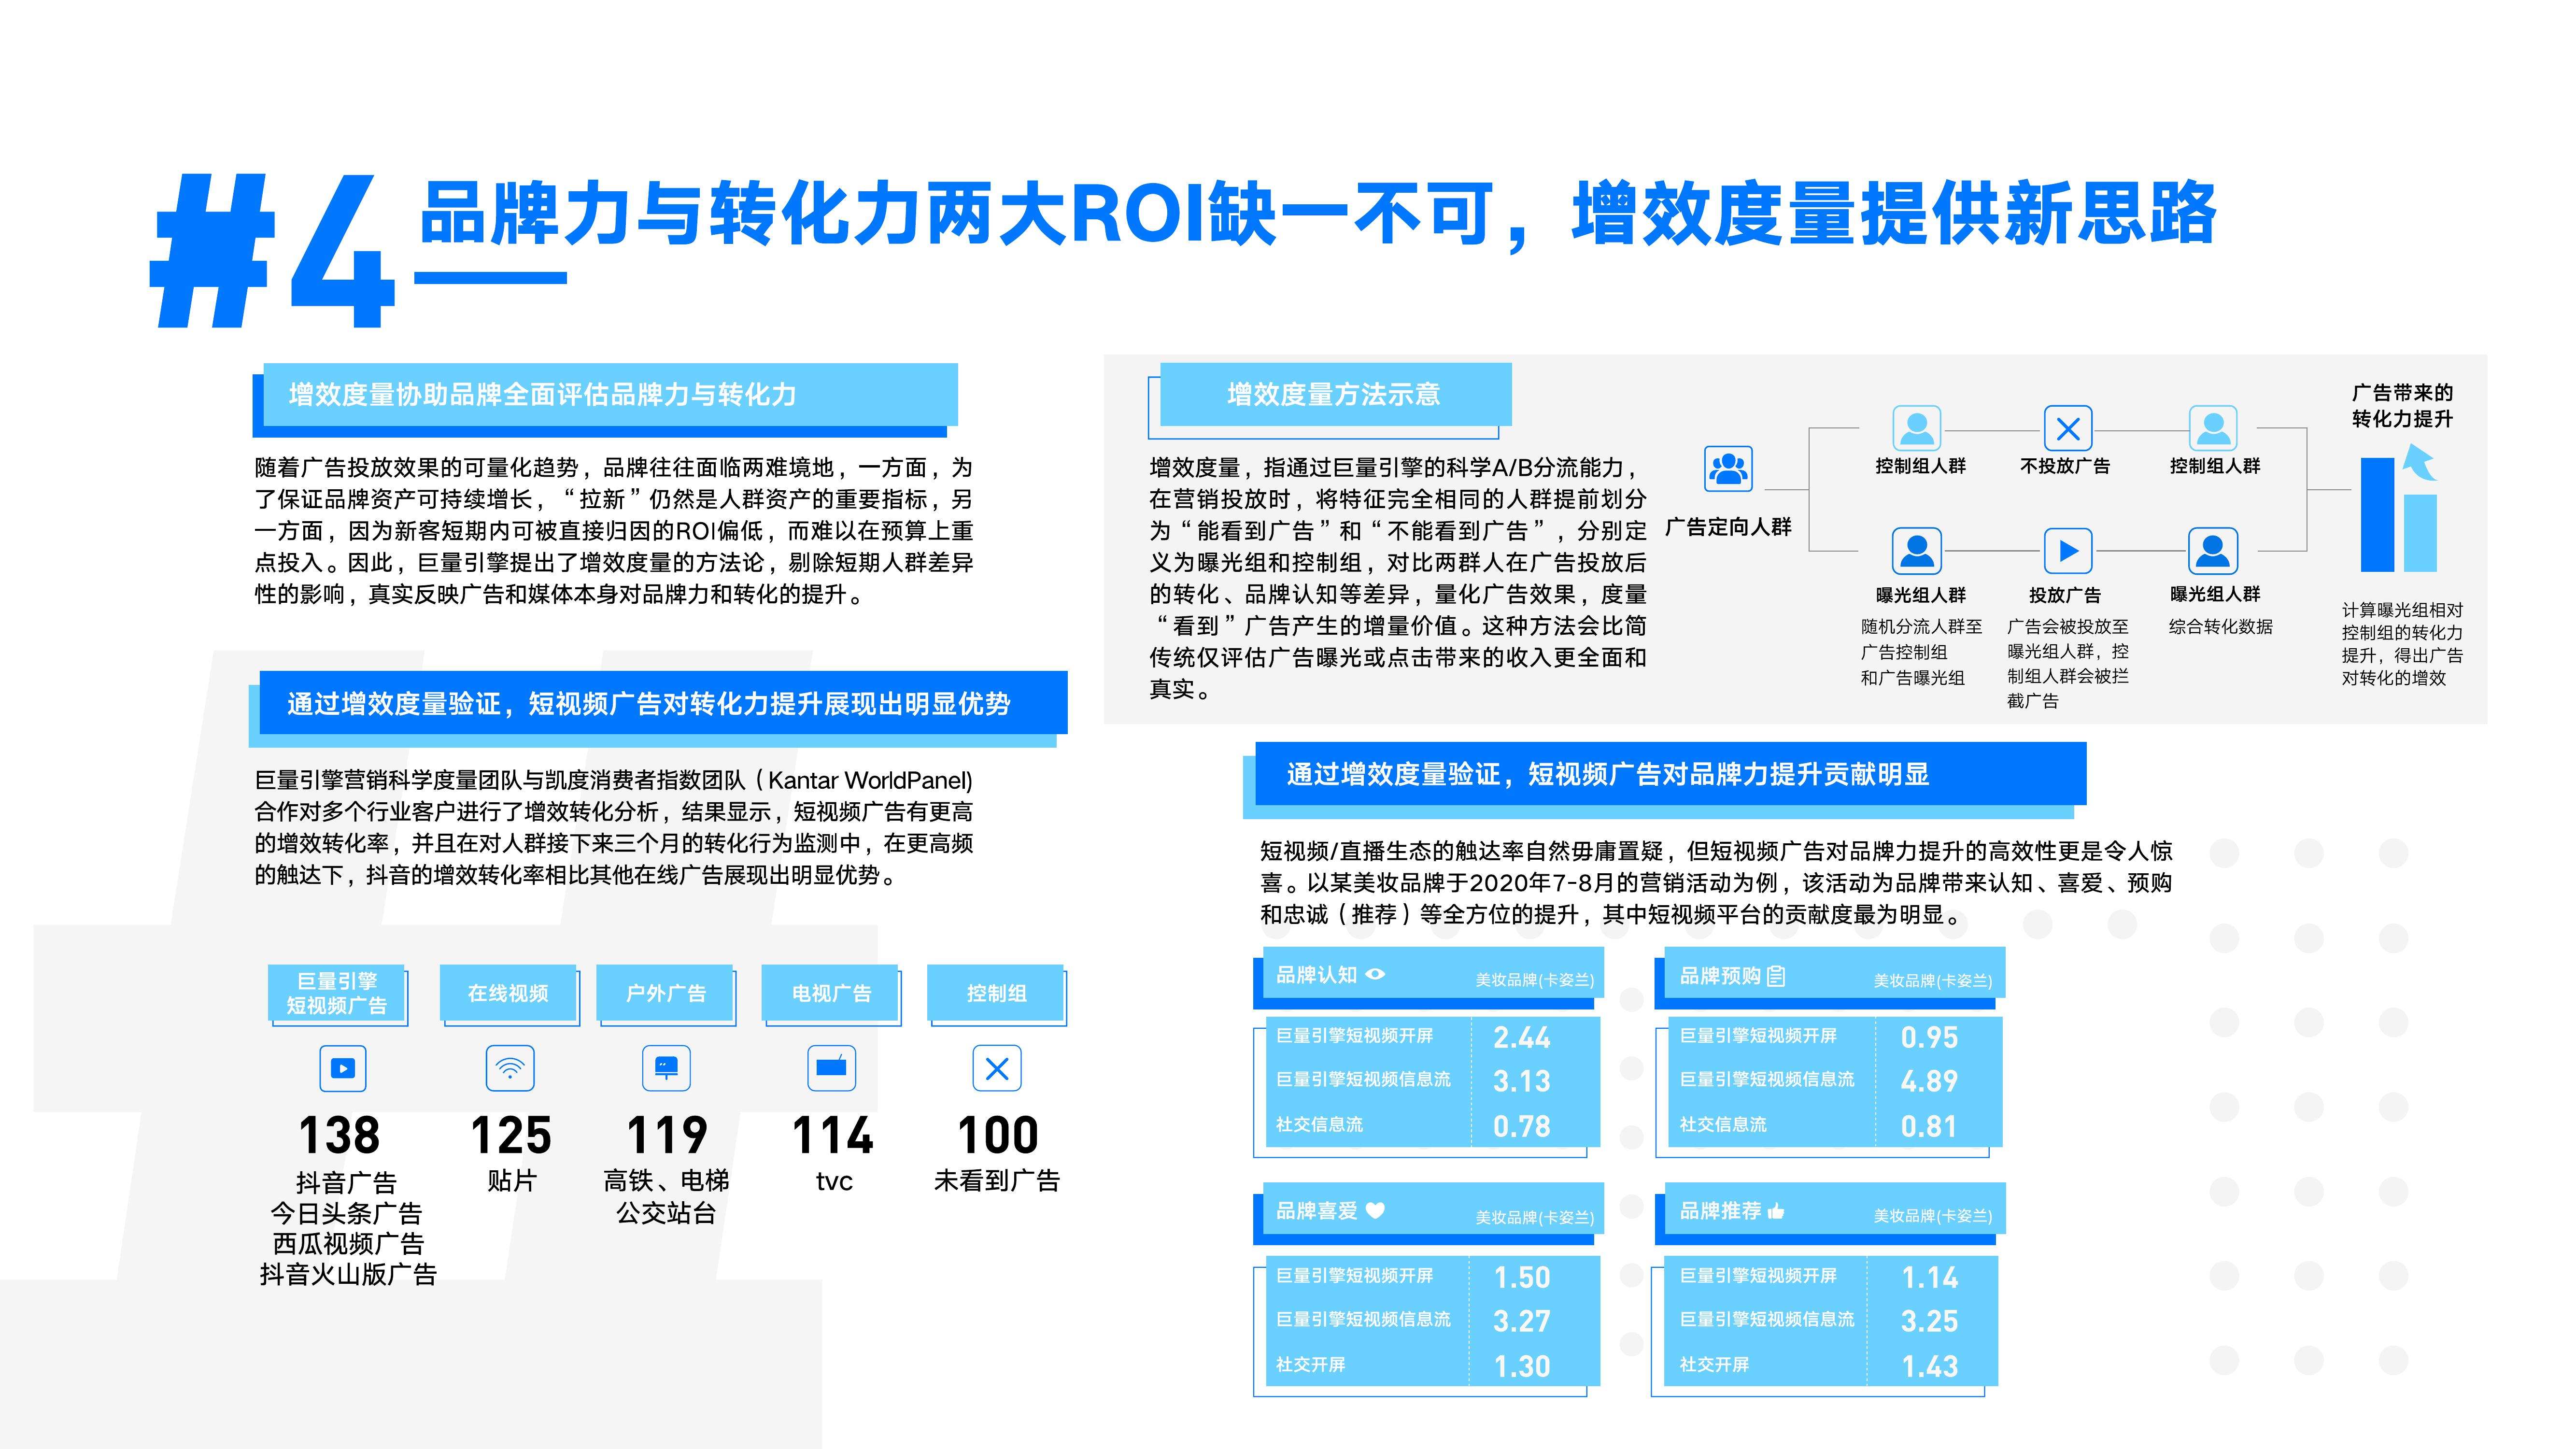 #4
品牌力与转化力两大ROI缺一不可，增效度量提供新思路
增效度量协助品牌全面评估品牌力与转化力
随着广告投放效果的可量化趋势，品牌往往面临两难境地，一方面，为
了保证品牌资产可持续增长，“拉新”仍然是人群资产的重要指标，另
一方面，因为新客短期内可被直接归因的ROI偏低，而难以在预算上重
点投入。因此，巨量引擎提出了增效度量的方法论，剔除短期人群差异
性的影响，真实反映广告和媒体本身对品牌力和转化的提升。
通过增效度量验证，短视频广告对转化力提升展现出明显优势
巨量引擎营销科学度量团队与凯度消费者指数团队（Kantar WorldPanel)
合作对多个行业客户进行了增效转化分析，结果显示，短视频广告有更高
的增效转化率，并且在对人群接下来三个月的转化行为监测中，在更高频
的触达下，抖音的增效转化率相比其他在线广告展现出明显优势。
巨量引擎
短视频广告
138
抖音广告
今日头条广告
西瓜视频广告
抖音火山版广告
在线视频
125
贴片
户外广告
119
高铁、电梯
公交站台
电视广告
114
tvc
控制组
100
未看到广告
增效度量方法示意
增效度量，指通过巨量引擎的科学A/B分流能力，
在营销投放时，将特征完全相同的人群提前划分
为“能看到广告”和“不能看到广告”，分别定
义为曝光组和控制组，对比两群人在广告投放后
的转化、品牌认知等差异，量化广告效果，度量
“看到”广告产生的增量价值。这种方法会比简
传统仅评估广告曝光或点击带来的收入更全面和
真实。
广告定向人群
控制组人群
不投放广告
控制组人群
曝光组人群
投放广告
曝光组人群
随机分流人群至
广告控制组
和广告曝光组
广告会被投放至
曝光组人群，控
制组人群会被拦
截广告
综合转化数据
广告带来的
转化力提升
计算曝光组相对
控制组的转化力
提升，得出广告
对转化的增效
通过增效度量验证，短视频广告对品牌力提升贡献明显
短视频/直播生态的触达率自然毋庸置疑，但短视频广告对品牌力提升的高效性更是令人惊
喜。以某美妆品牌于2020年7-8月的营销活动为例，该活动为品牌带来认知、喜爱、预购
和忠诚（推荐）等全方位的提升，其中短视频平台的贡献度最为明显。
品牌认知 美妆品牌(卡姿兰)
巨量引擎短视频开屏 2.44
巨量引擎短视频信息流 3.13
社交信息流 0.78
品牌预购 美妆品牌(卡姿兰)
巨量引擎短视频开屏 0.95
巨量引擎短视频信息流 4.89
社交信息流 0.81
品牌喜爱 美妆品牌(卡姿兰)
巨量引擎短视频开屏 1.50
巨量引擎短视频信息流 3.27
社交开屏 1.30
品牌推荐 美妆品牌(卡姿兰)
巨量引擎短视频开屏 1.14
巨量引擎短视频信息流 3.25
社交开屏 1.43